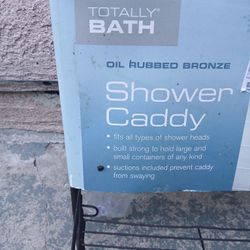 TOTALLY
BATH
OIL RUBBED BRONZE
Shower
Caddy
• fits all types of shower heads
• built strong to hold large and
small containers of any kind
• suctions included prevent caddy
from swaying